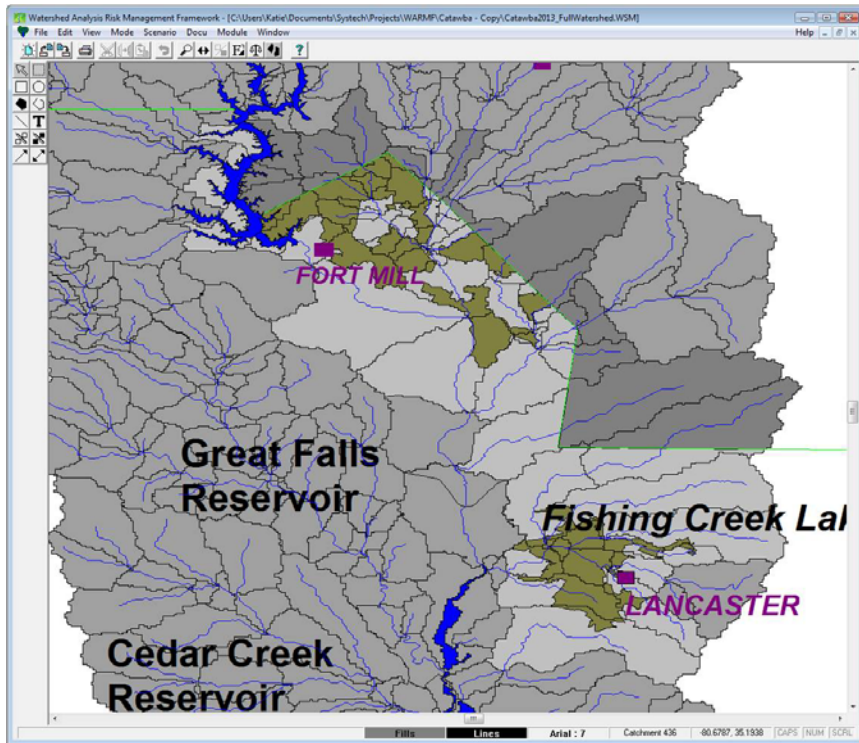 Watershed Analysis Risk Management Framework - [C:\Users\Katie\Documents\Systech\Projects\WARMF\Catawba - Copy\Catawba2013_FullWatershed.WSM]
File Edit View Mode Scenario Docu Module Window Help
FORT MILL
Great Falls
Reservoir
Fishing Creek Lak
LANCASTER
Cedar Creek
Reservoir
Fills Lines Arial : 7 Catchment 436 -80.6787, 35.1938 CAPS NUM SCRL